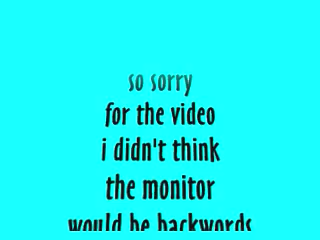 so sorry
for the video
i didn't think
the monitor
would be backwords